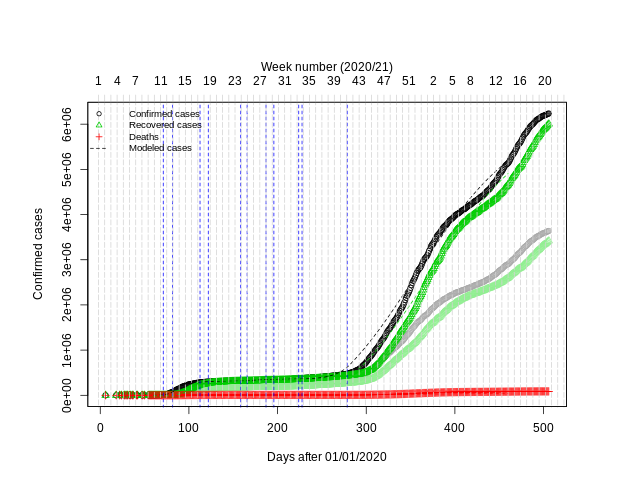 Week number (2020/21)
1 4 7 11 15 19 23 27 31 35 39 43 47 51 2 5 8 12 16 20
Confirmed cases
Recovered cases
Deaths
Modeled cases
Confirmed cases
6e+06
5e+06
4e+06
3e+06
2e+06
1e+06
0e+00
0 100 200 300 400 500
Days after 01/01/2020